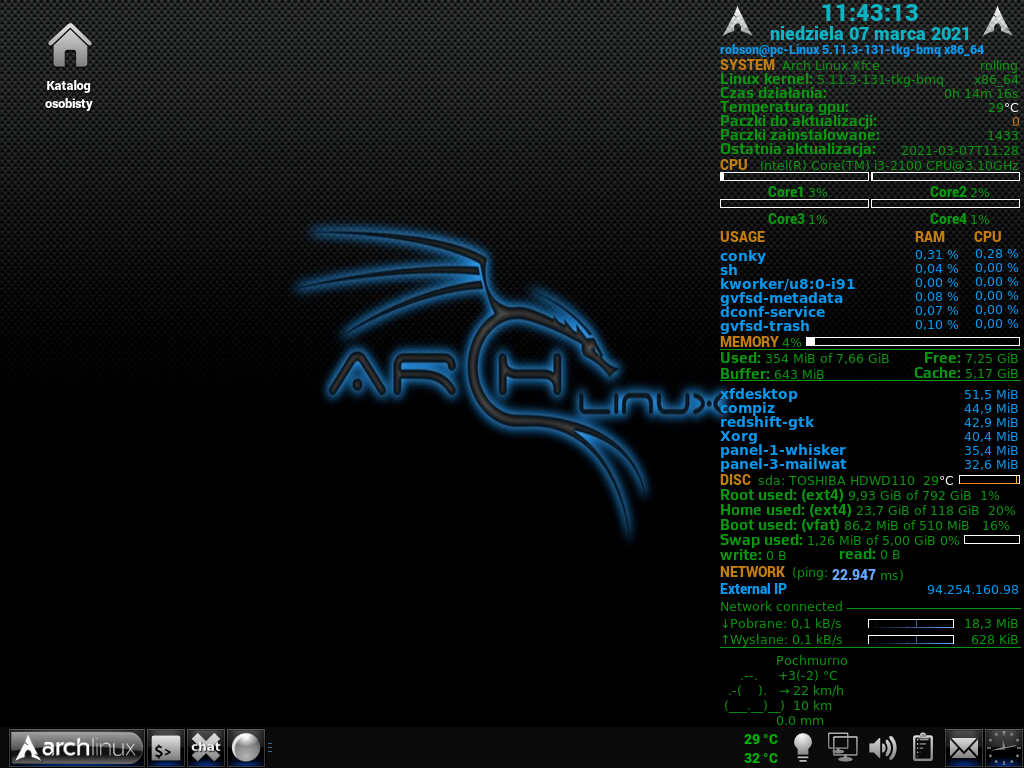 Katalog
osobisty
ARCH
LINUX
11:43:13
niedziela 07 marca 2021
robson@pc-Linux 5.11.3-131-tkg-bmq x86_64
SYSTEM Arch Linux Xfce rolling
Linux kernel: 5.11.3-131-tkg-bmq x86_64
Czas działania: 0h 14m 16s
Temperatura gpu: 29°C
Paczki do aktualizacji: 0
Paczki zainstalowane: 1433
Ostatnia aktualizacja: 2021-03-07T11:28
CPU Intel(R) Core(TM) i3-2100 CPU@3.10GHz
Core1 3% Core2 2%
Core3 1% Core4 1%
USAGE RAM CPU
conky 0,31 % 0,28 %
sh 0,04 % 0,00 %
kworker/u8:0-i91 0,00 % 0,00 %
gvfsd-metadata 0,08 % 0,00 %
dconf-service 0,07 % 0,00 %
gvfsd-trash 0,10 % 0,00 %
MEMORY 4%
Used: 354 MiB of 7,66 GiB Free: 7,25 GiB
Buffer: 643 MiB Cache: 5,17 GiB
xfdesktop 51,5 MiB
compiz 44,9 MiB
redshift-gtk 42,9 MiB
Xorg 40,4 MiB
panel-1-whisker 35,4 MiB
panel-3-mailwat 32,6 MiB
DISC sda: TOSHIBA HDWD110 29°C
Root used: (ext4) 9,93 GiB of 792 GiB 1%
Home used: (ext4) 23,7 GiB of 118 GiB 20%
Boot used: (vfat) 86,2 MiB of 510 MiB 16%
Swap used: 1,26 MiB of 5,00 GiB 0%
write: 0 B read: 0 B
NETWORK (ping: 22.947 ms)
External IP 94.254.160.98
Network connected
↓Pobrane: 0,1 kB/s 18,3 MiB
↑Wysłane: 0,1 kB/s 628 KiB
Pochmurno
.--. +3(-2) °C
.-( ). → 22 km/h
(___.__)__) 10 km
0.0 mm
archlinux
$>
chat
29 °C
32 °C